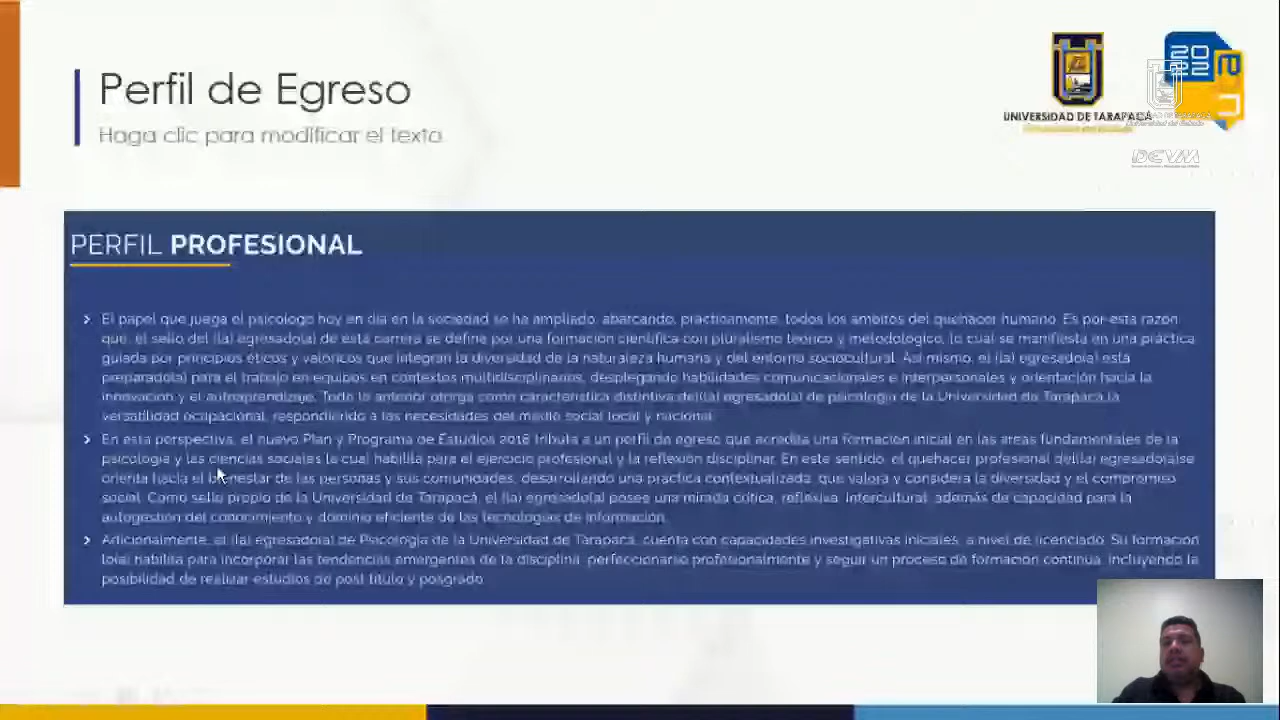 Perfil de Egreso
Haga clic para modificar el texto
UNIVERSIDAD DE TARAPACÁ
2022
DCVM
PERFIL PROFESIONAL
El papel que juega el psicólogo hoy en día en la sociedad se ha ampliado, abarcando, prácticamente, todos los ámbitos del quehacer humano. Es por esta razón
que, el sello del (la) egresado(a) de esta carrera se define por una formación científica con pluralismo teórico y metodológico, lo cual se manifiesta en una práctica
guiada por principios éticos y valóricos que integran la diversidad de la naturaleza humana y del entorno sociocultural. Así mismo, el (la) egresado(a) está
preparado(a) para el trabajo en equipos en contextos multidisciplinarios, desplegando habilidades comunicacionales e interpersonales y orientación hacia la
innovación y el autoaprendizaje. Todo lo anterior otorga como característica distintiva del(la) egresado(a) de psicología de la Universidad de Tarapacá la
versatilidad ocupacional, respondiendo a las necesidades del medio social local y nacional.
En esta perspectiva, el nuevo Plan y Programa de Estudios 2018 tributa a un perfil de egreso que acredita una formación inicial en las áreas fundamentales de la
psicología y las ciencias sociales la cual habilita para el ejercicio profesional y la reflexión disciplinar. En este sentido, el quehacer profesional del(la) egresado(a)se
orienta hacia el bienestar de las personas y sus comunidades, desarrollando una práctica contextualizada, que valora y considera la diversidad y el compromiso
social. Como sello propio de la Universidad de Tarapacá, el (la) egresado(a) posee una mirada crítica, reflexiva, intercultural, además de capacidad para la
autogestión del conocimiento y dominio eficiente de las tecnologías de información.
Adicionalmente, el (la) egresado(a) de Psicología de la Universidad de Tarapacá, cuenta con capacidades investigativas iniciales, a nivel de licenciado. Su formación
lo(a) habilita para incorporar las tendencias emergentes de la disciplina, perfeccionarse profesionalmente y seguir un proceso de formación continua, incluyendo la
posibilidad de realizar estudios de post título y posgrado.